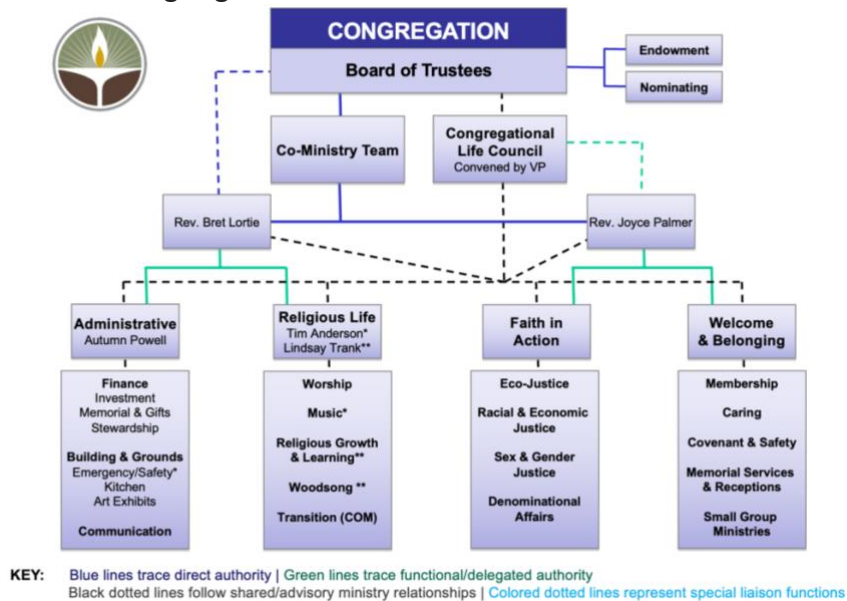 CONGREGATION
Board of Trustees
Endowment
Nominating
Co-Ministry Team
Congregational
Life Council
Convened by VP
Rev. Bret Lortie
Rev. Joyce Palmer
Administrative
Autumn Powell
Religious Life
Tim Anderson*
Lindsay Trank**
Faith in
Action
Welcome
& Belonging
Finance
Investment
Memorial & Gifts
Stewardship
Building & Grounds
Emergency/Safety*
Kitchen
Art Exhibits
Communication
Worship
Music*
Religious Growth
& Learning**
Woodsong **
Transition (COM)
Eco-Justice
Racial & Economic
Justice
Sex & Gender
Justice
Denominational
Affairs
Membership
Caring
Covenant & Safety
Memorial Services
& Receptions
Small Group
Ministries
KEY: Blue lines trace direct authority | Green lines trace functional/delegated authority
Black dotted lines follow shared/advisory ministry relationships | Colored dotted lines represent special liaison functions